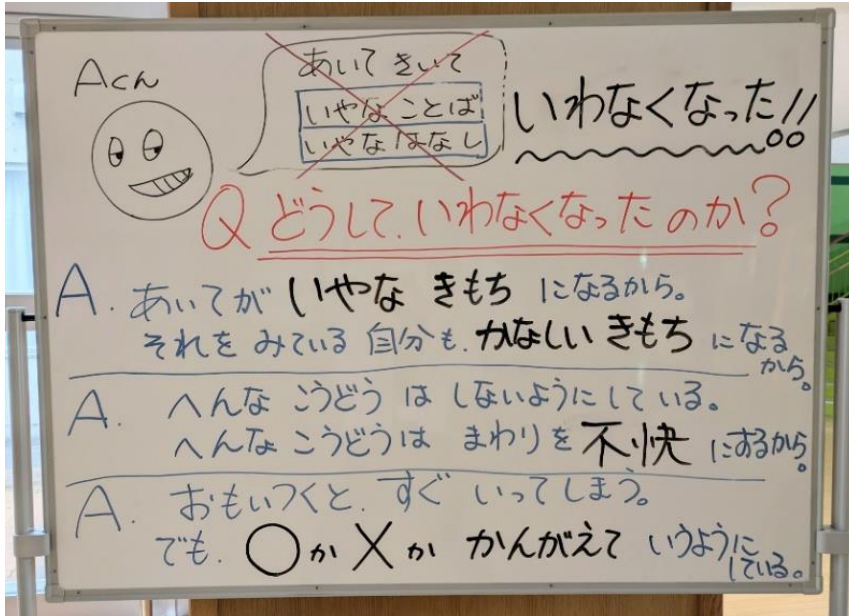 Aくん
あいて きいて
いやな ことば
いやな はなし
いわなくなった!!
Q どうして、いわなくなったのか？
A. あいてが いやな きもち になるから。
それを みている 自分も、かなしい きもち になる
から。
A. へんな こうどう は しないようにして いる。
へんな こうどうは まわりを 不快 にするから。
A. おもいつくと、すぐ いってしまう。
でも、○か×か かんがえて いうように
している。